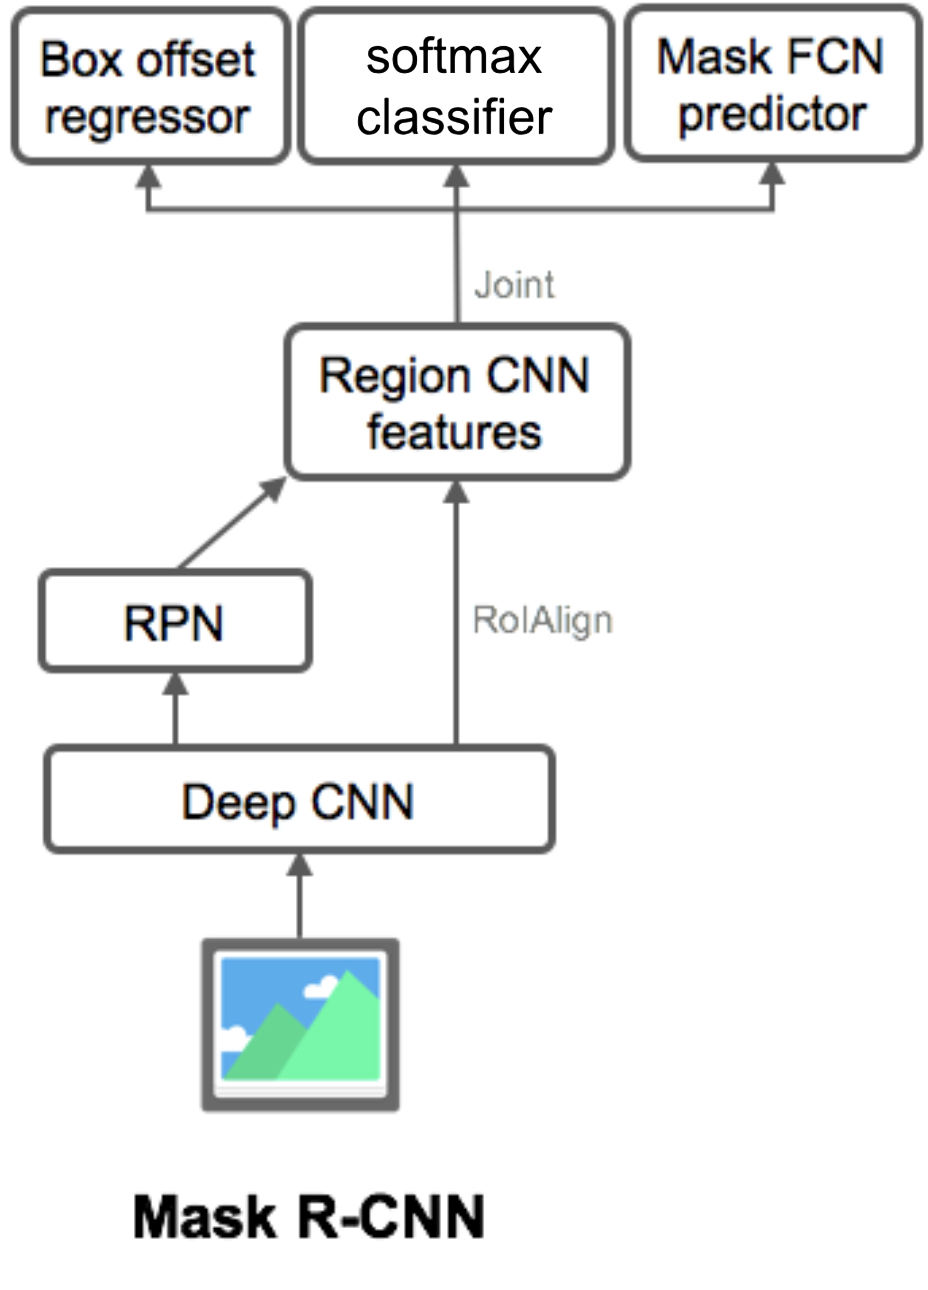 Box offset
regressor
softmax
classifier
Mask FCN
predictor
Joint
Region CNN
features
RPN
RoIAlign
Deep CNN
Mask R-CNN